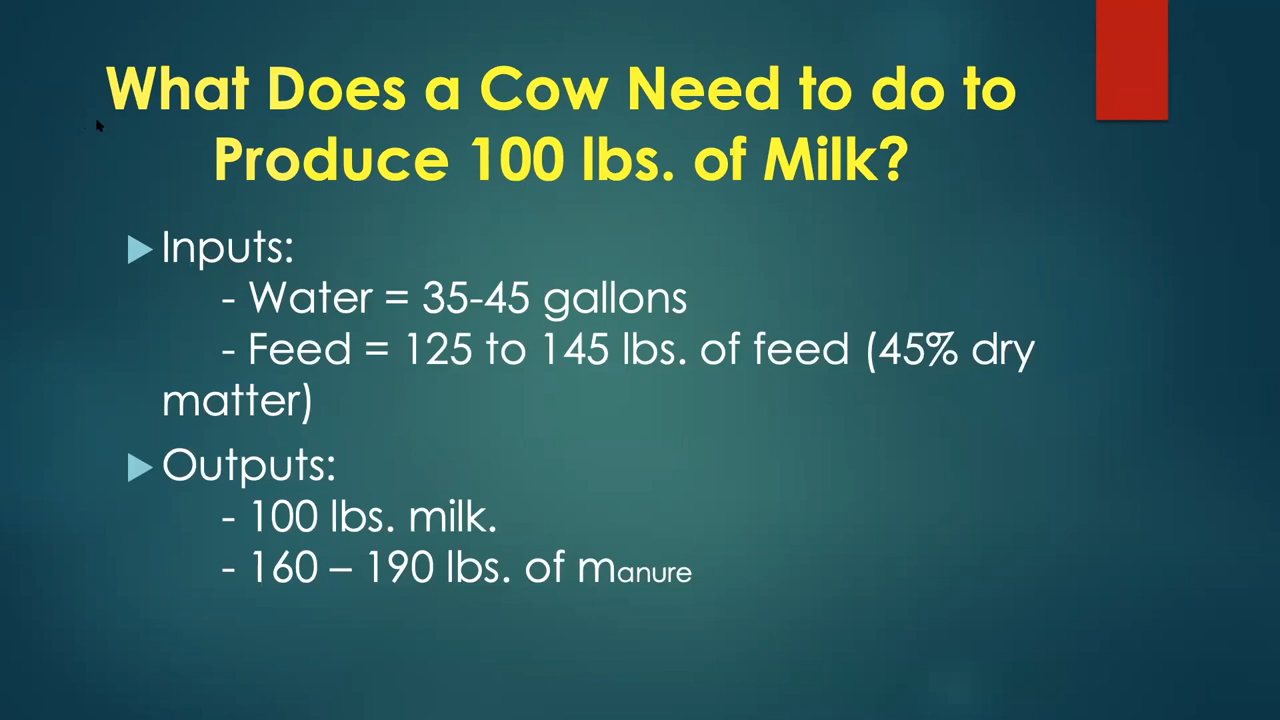 What Does a Cow Need to do to
Produce 100 lbs. of Milk?
Inputs:
- Water = 35-45 gallons
- Feed = 125 to 145 lbs. of feed (45% dry
matter)
Outputs:
- 100 lbs. milk.
- 160 – 190 lbs. of manure